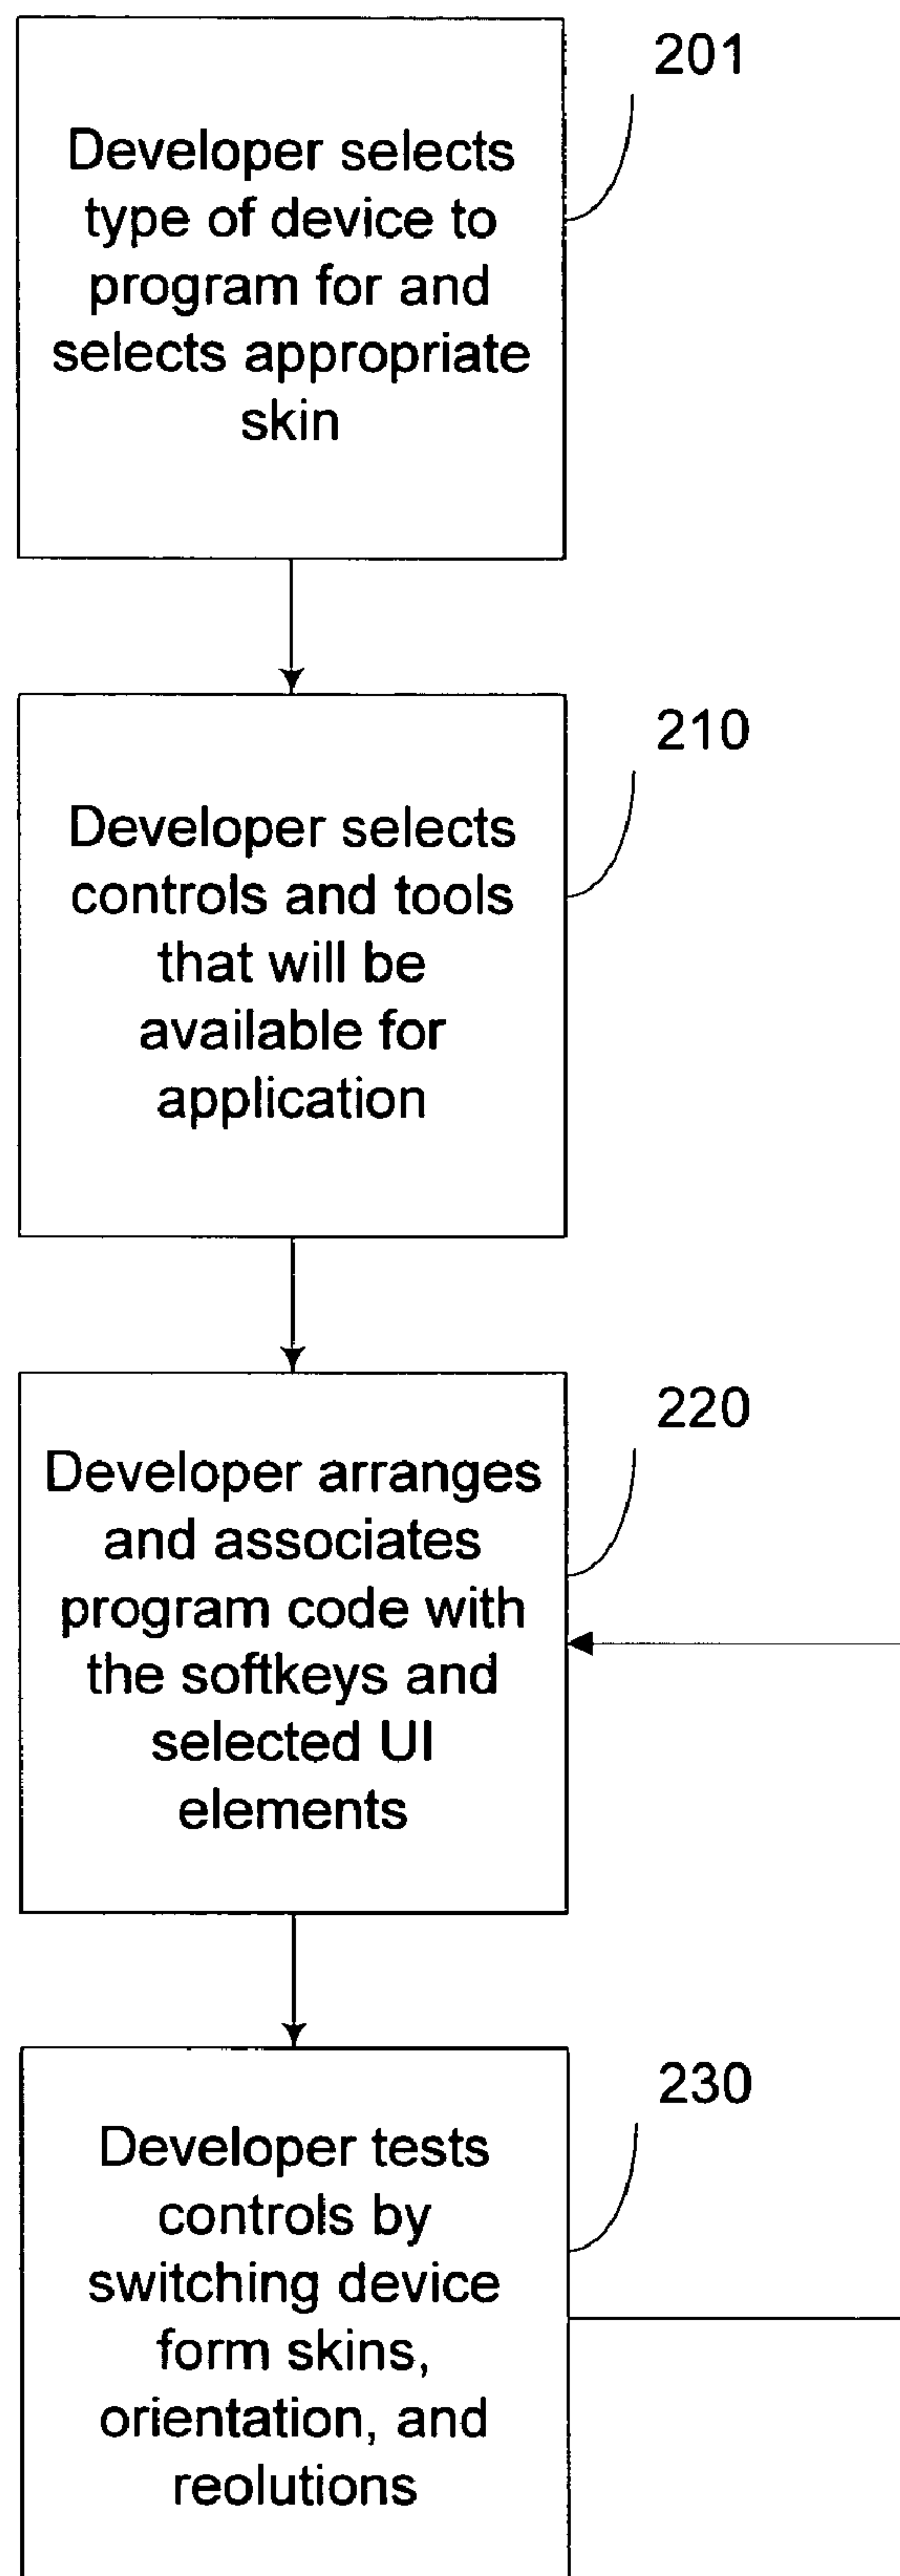 201
Developer selects
type of device to
program for and
selects appropriate
skin
210
Developer selects
controls and tools
that will be
available for
application
220
Developer arranges
and associates
program code with
the softkeys and
selected UI
elements
230
Developer tests
controls by
switching device
form skins,
orientation, and
reolutions